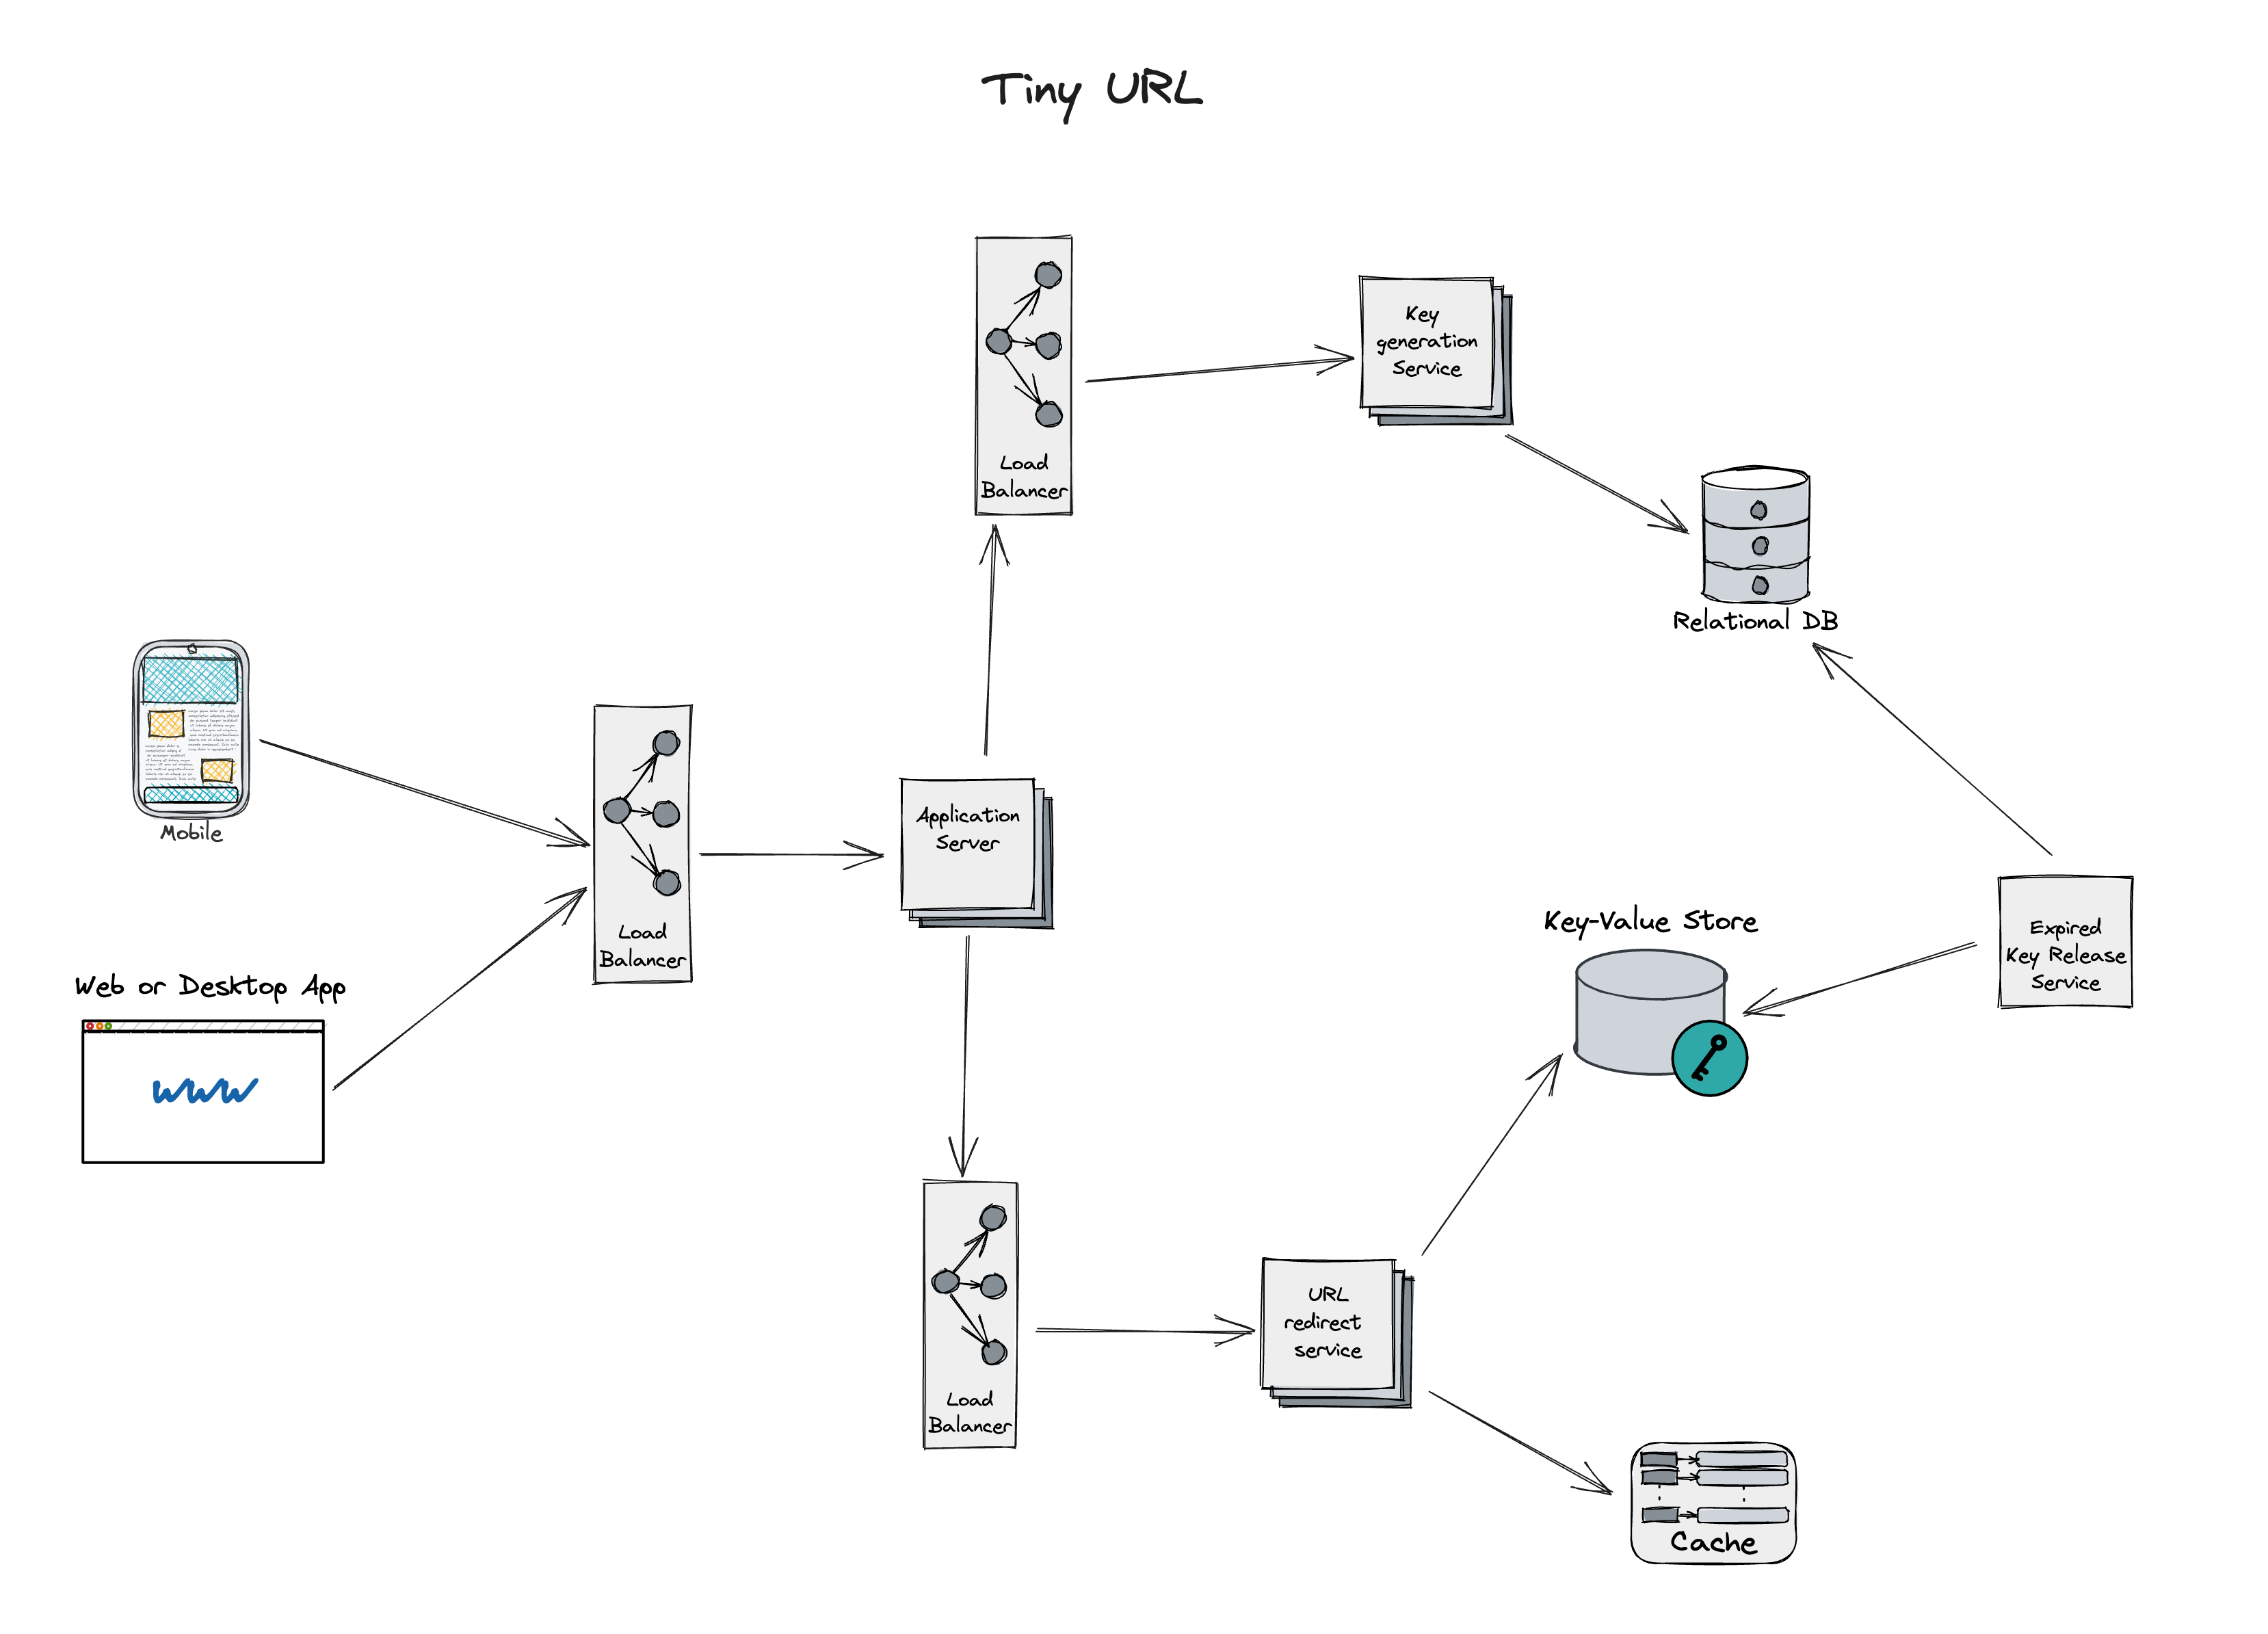 Tiny URL
Load
Balancer
Key
generation
Service
Relational DB
Mobile
Load
Balancer
Application
Server
Web or Desktop App
www
Key-Value Store
Expired
Key Release
Service
Load
Balancer
URL
redirect
service
Cache